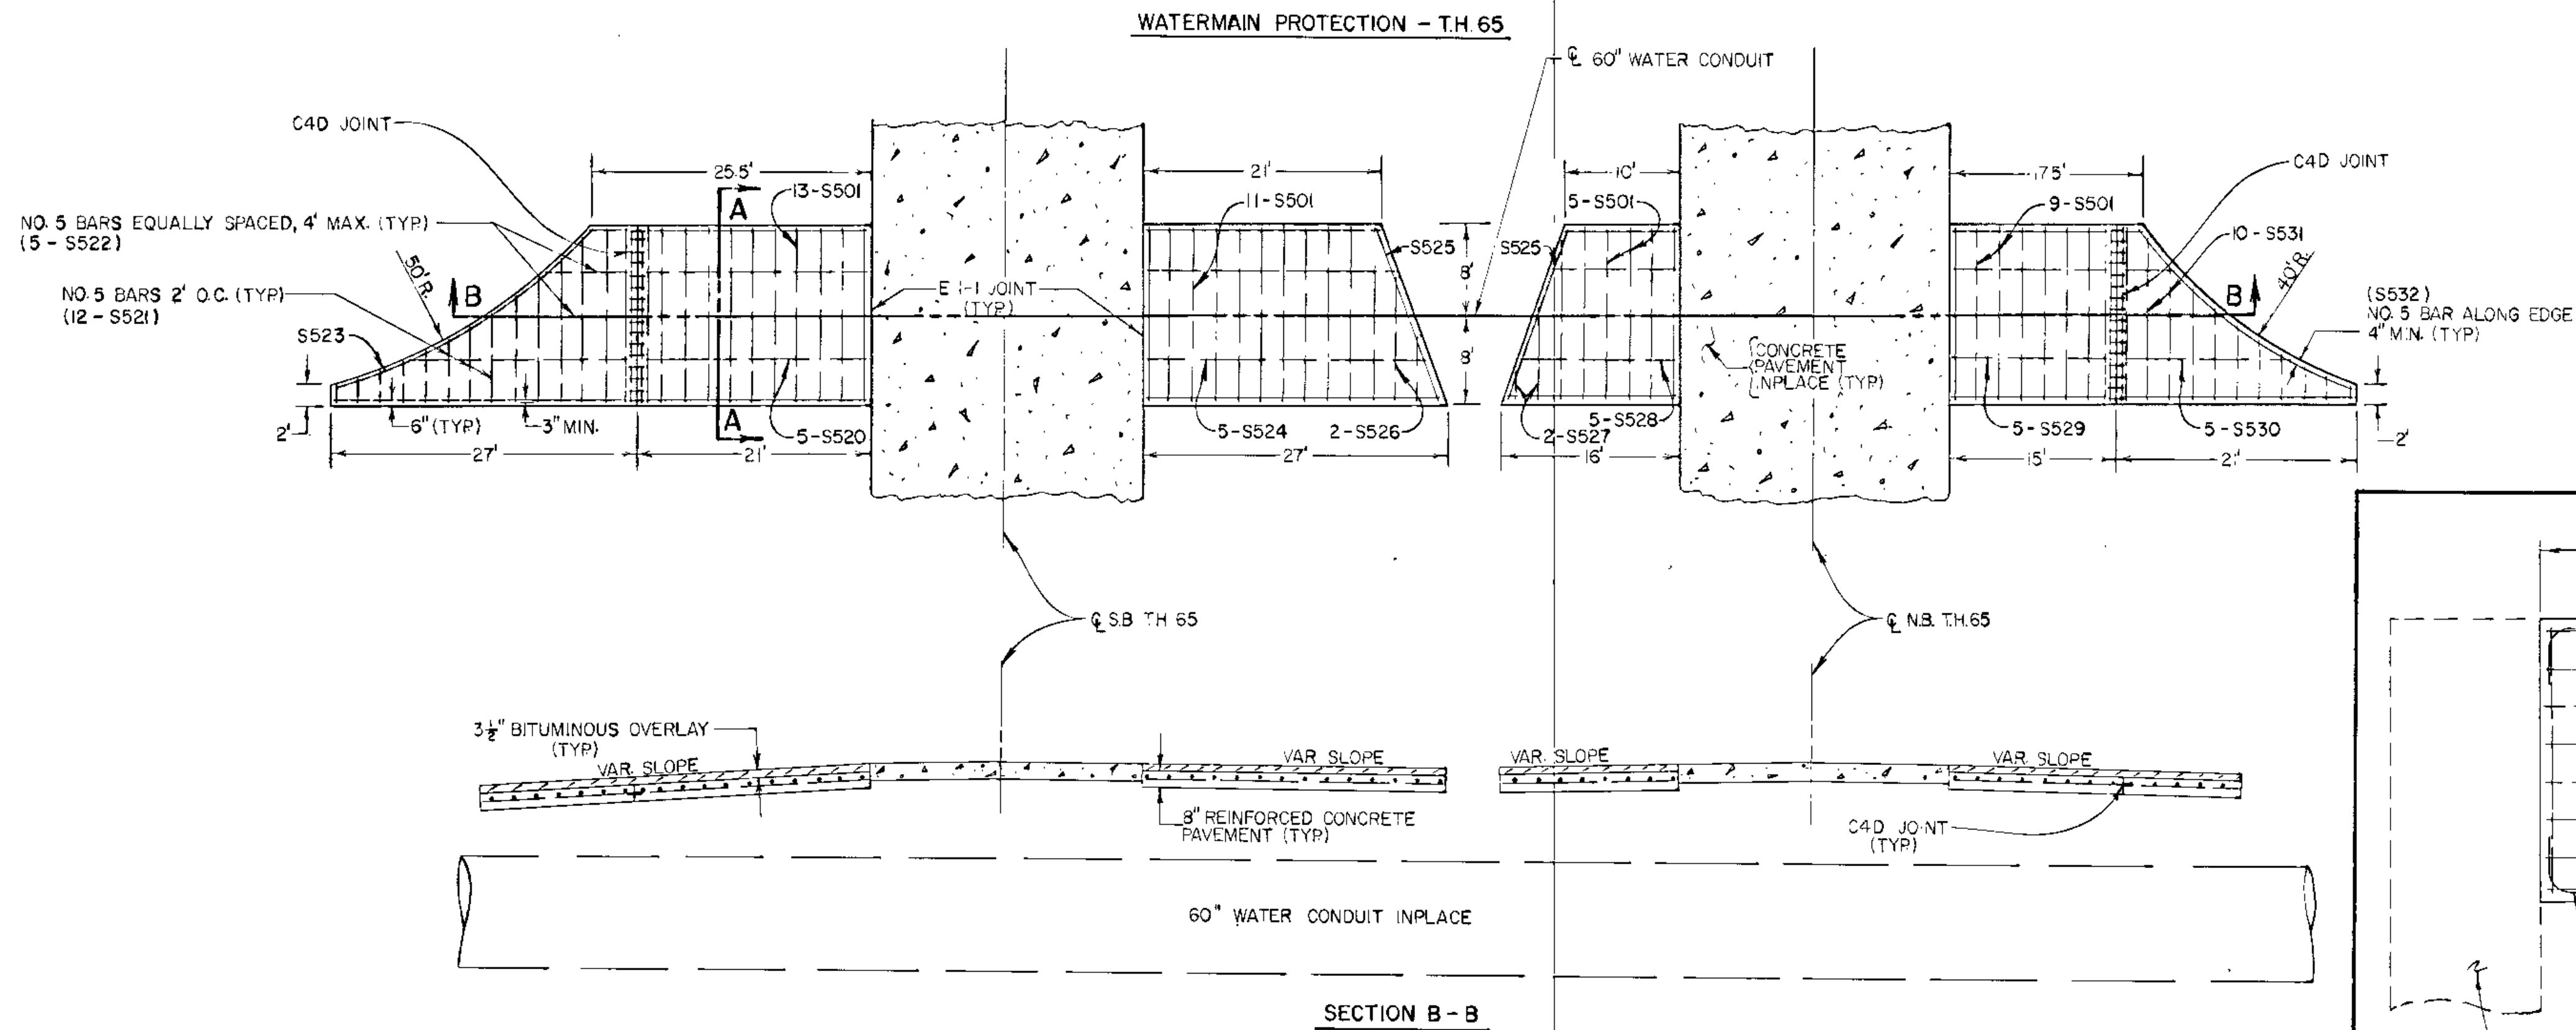 WATERMAIN PROTECTION - T.H. 65
℄ 60" WATER CONDUIT
C4D JOINT
25.5'
13-S501
A
21'
11-S501
10'
5-S501
17.5'
9-S501
C4D JOINT
10-S531
NO. 5 BARS EQUALLY SPACED, 4' MAX. (TYP)
(5 - S522)
50'R.
B
NO. 5 BARS 2' O.C. (TYP)
(12 - S521)
S523
E 1-1 JOINT
(TYP.)
S525
8'
S525
40'R.
B
(S532)
NO. 5 BAR ALONG EDGE
4" MIN. (TYP)
CONCRETE
PAVEMENT
INPLACE (TYP)
8'
2'
6" (TYP)
3" MIN.
A
5-S520
5-S524
2-S526
2-S527
5-S528
5-S529
5-S530
2'
27'
21'
27'
16'
15'
21'
℄ S.B. T.H. 65
℄ N.B. T.H. 65
3½" BITUMINOUS OVERLAY
(TYP)
VAR. SLOPE
VAR. SLOPE
VAR. SLOPE
VAR. SLOPE
8" REINFORCED CONCRETE
PAVEMENT (TYP.)
C4D JOINT
(TYP)
60" WATER CONDUIT INPLACE
SECTION B - B